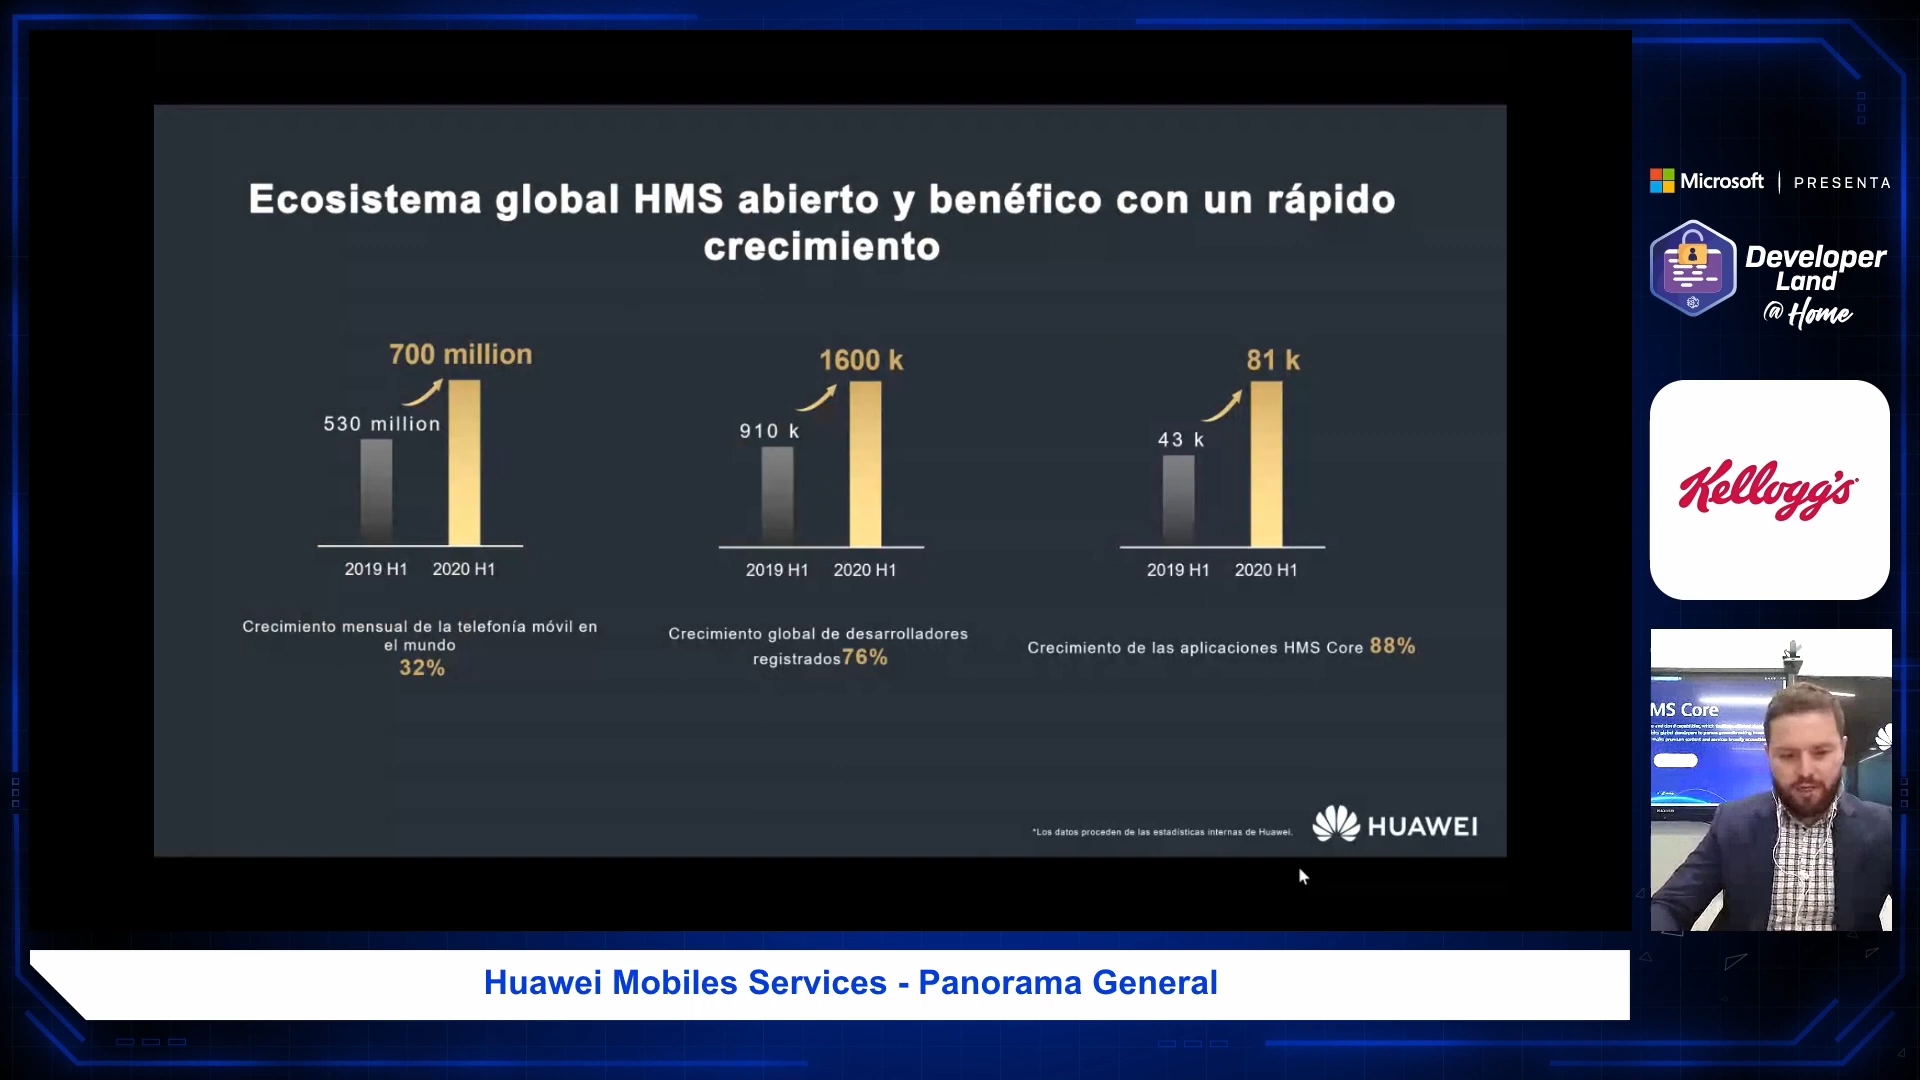 Ecosistema global HMS abierto y benéfico con un rápido
crecimiento
700 million
530 million
2019 H1
2020 H1
Crecimiento mensual de la telefonía móvil en
el mundo
32%
1600 k
910 k
2019 H1
2020 H1
Crecimiento global de desarrolladores
registrados76%
81 k
43 k
2019 H1
2020 H1
Crecimiento de las aplicaciones HMS Core 88%
*Los datos proceden de las estadísticas internas de Huawei.
HUAWEI
Microsoft | PRESENTA
Developer
Land
@Home
Kellogg's
MS Core
Huawei Mobiles Services - Panorama General